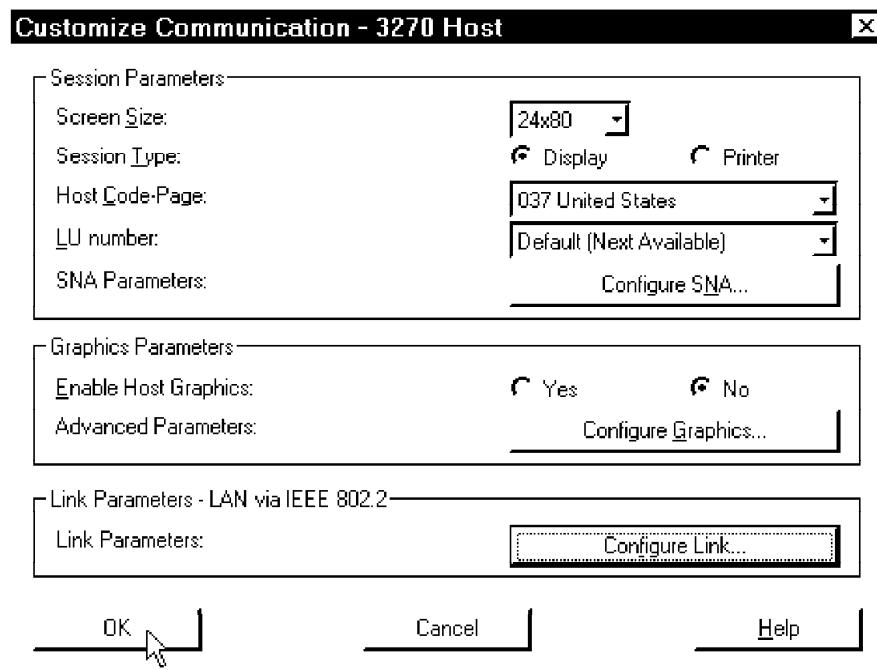 Customize Communication - 3270 Host
Session Parameters
Screen Size: 24x80
Session Type: Display Printer
Host Code-Page: 037 United States
LU number: Default (Next Available)
SNA Parameters: Configure SNA...
Graphics Parameters
Enable Host Graphics: Yes No
Advanced Parameters: Configure Graphics...
Link Parameters - LAN via IEEE 802.2
Link Parameters: Configure Link...
OK Cancel Help